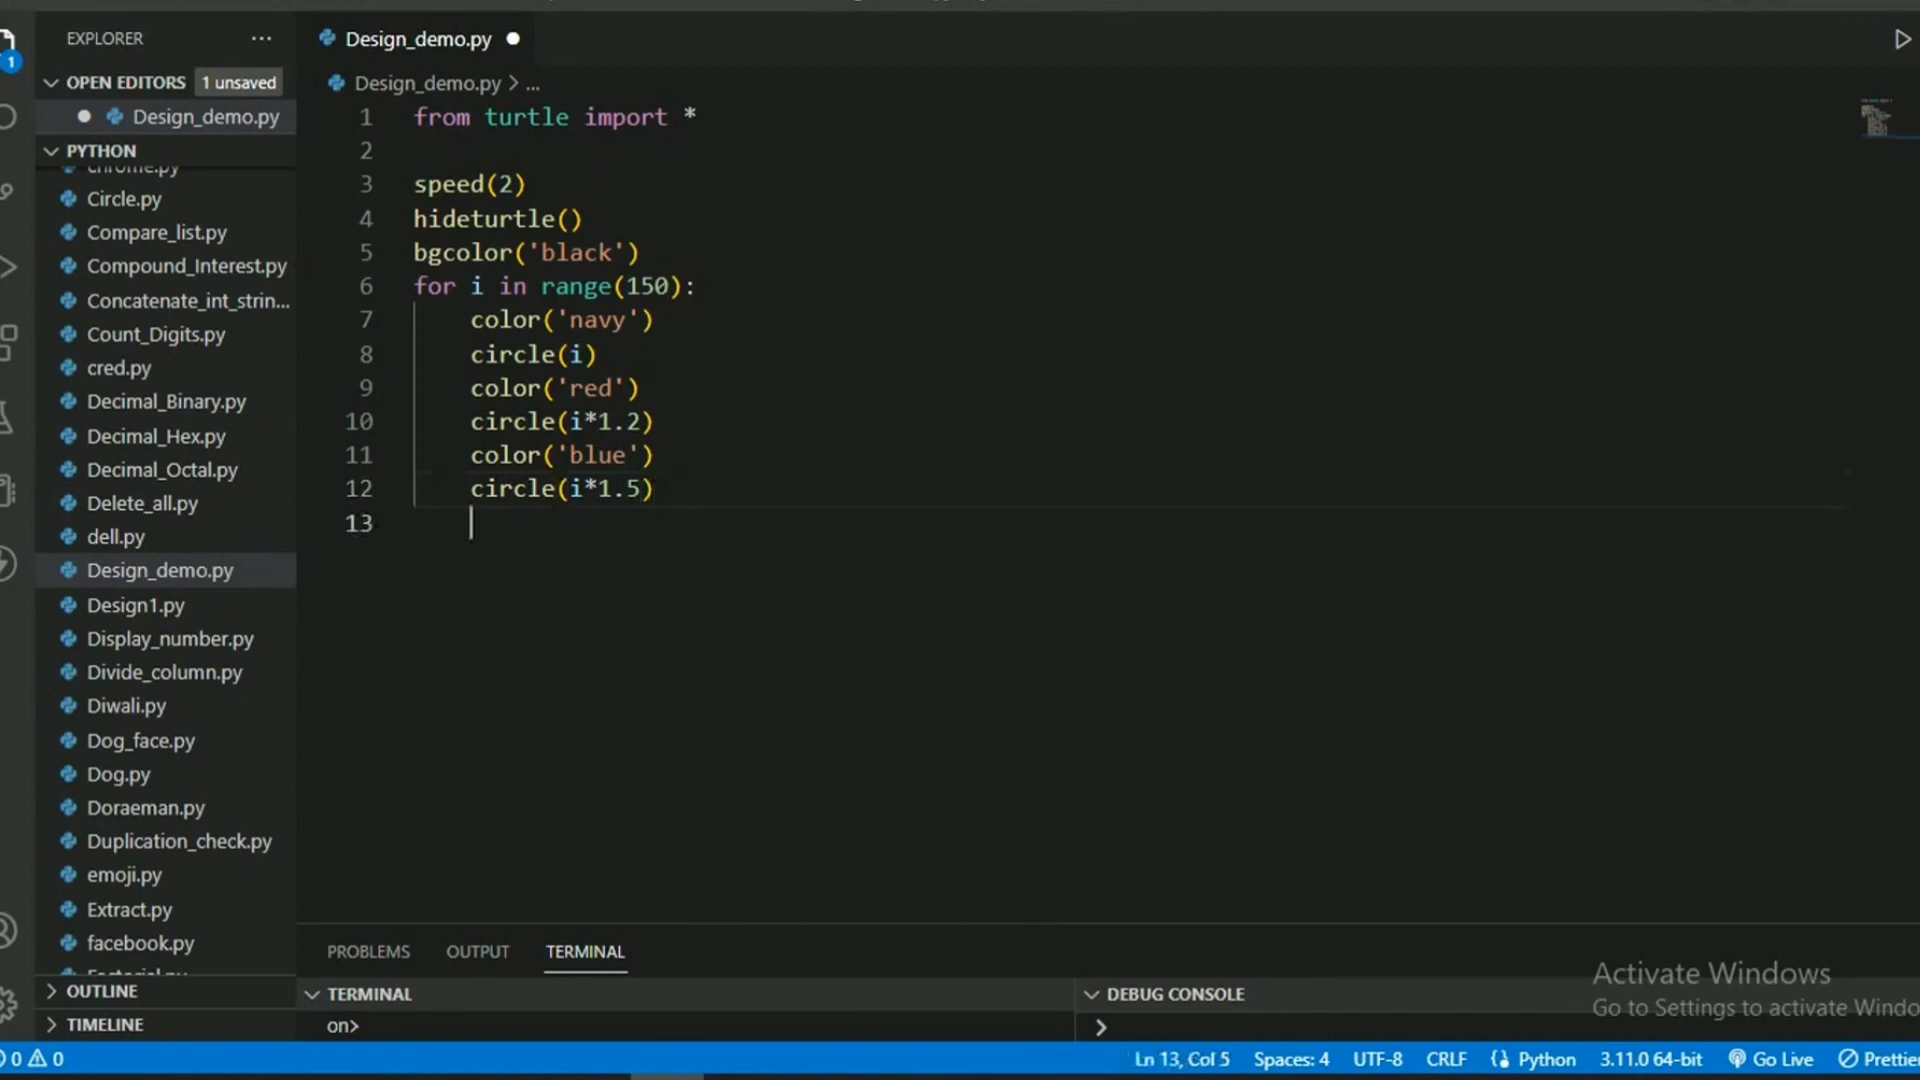 EXPLORER
...
OPEN EDITORS 1 unsaved
Design_demo.py
PYTHON
chrome.py
Circle.py
Compare_list.py
Compound_Interest.py
Concatenate_int_strin...
Count_Digits.py
cred.py
Decimal_Binary.py
Decimal_Hex.py
Decimal_Octal.py
Delete_all.py
dell.py
Design_demo.py
Design1.py
Display_number.py
Divide_column.py
Diwali.py
Dog_face.py
Dog.py
Doraeman.py
Duplication_check.py
emoji.py
Extract.py
facebook.py
Factorial.py
OUTLINE
TIMELINE
1
Design_demo.py
Design_demo.py > ...
1 from turtle import *
2
3 speed(2)
4 hideturtle()
5 bgcolor('black')
6 for i in range(150):
7 color('navy')
8 circle(i)
9 color('red')
10 circle(i*1.2)
11 color('blue')
12 circle(i*1.5)
13
PROBLEMS OUTPUT TERMINAL
TERMINAL
on>
DEBUG CONSOLE
>
Activate Windows
Go to Settings to activate Windo
0 0
Ln 13, Col 5 Spaces: 4 UTF-8 CRLF Python 3.11.0 64-bit Go Live Prettier